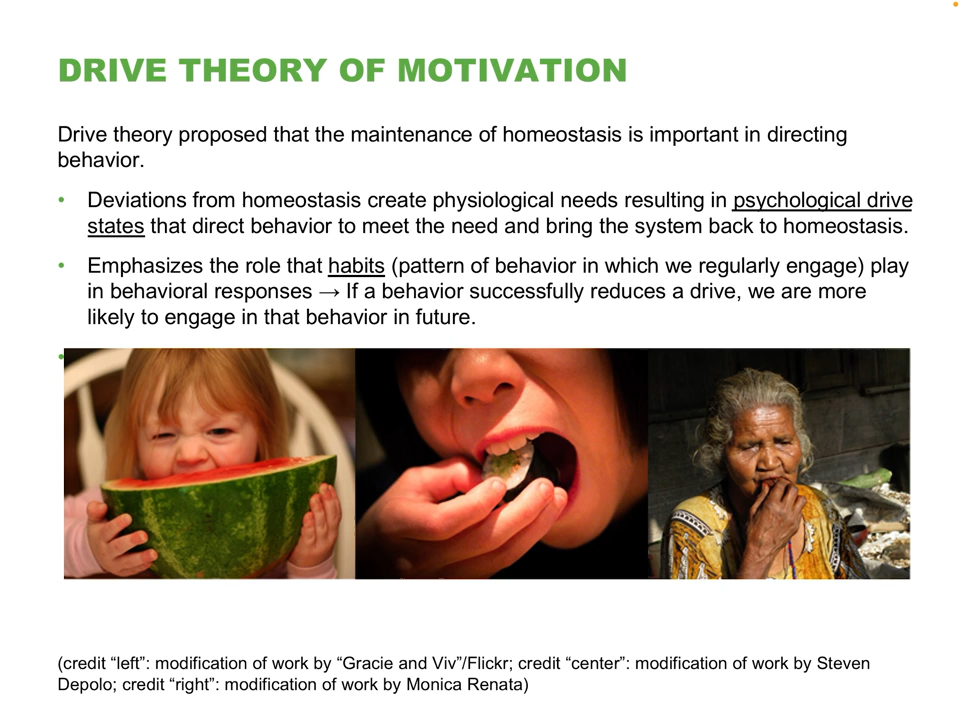 DRIVE THEORY OF MOTIVATION
Drive theory proposed that the maintenance of homeostasis is important in directing
behavior.
• Deviations from homeostasis create physiological needs resulting in psychological drive
states that direct behavior to meet the need and bring the system back to homeostasis.
• Emphasizes the role that habits (pattern of behavior in which we regularly engage) play
in behavioral responses → If a behavior successfully reduces a drive, we are more
likely to engage in that behavior in future.
•
(credit “left”: modification of work by “Gracie and Viv”/Flickr; credit “center”: modification of work by Steven
Depolo; credit “right”: modification of work by Monica Renata)